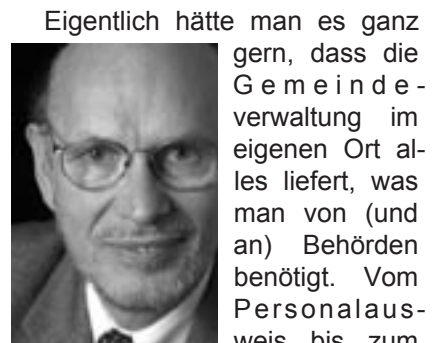 Eigentlich hätte man es ganz
gern, dass die
Gemeinde-
verwaltung im
eigenen Ort al-
les liefert, was
man von (und
an) Behörden
benötigt. Vom
Personalaus-
weis bis zum